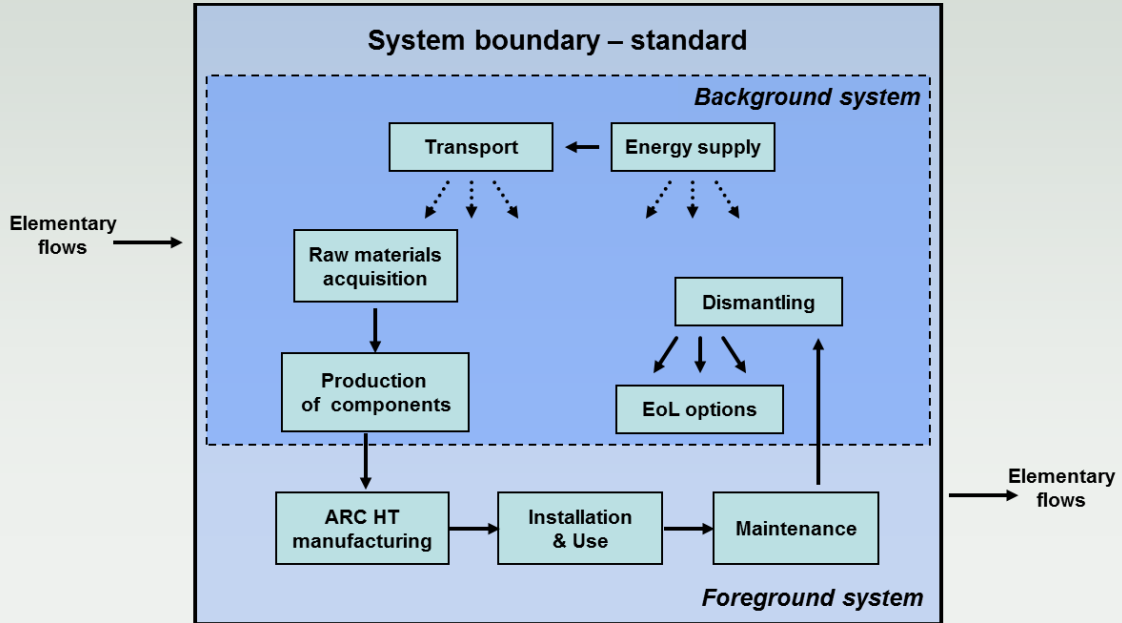 System boundary – standard
Background system
Transport
Energy supply
Elementary
flows
Raw materials
acquisition
Dismantling
Production
of components
EoL options
Elementary
flows
ARC HT
manufacturing
Installation
& Use
Maintenance
Foreground system